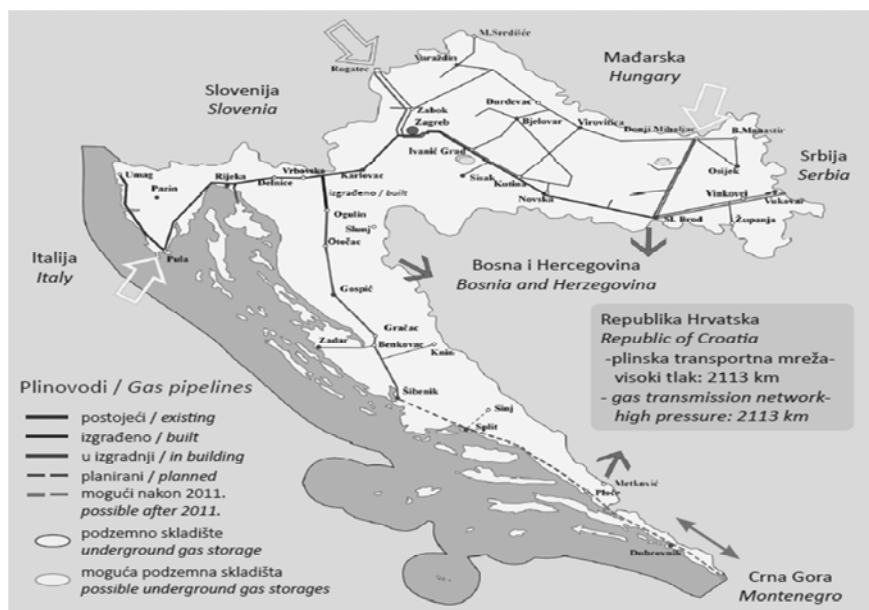 M.Središće
Varaždin
Mađarska
Hungary
Rogatec
Slovenija
Slovenia
Zabok
Zagreb
Đurđevac
Bjelovar
Virovitica
Donji Miholjac
B.Manastir
Ivanić Grad
Osijek
Srbija
Serbia
Umag
Rijeka
Delnice
Vrbovsko
Karlovac
Sisak
Kutina
Vinkovci
Vukovar
Pazin
izgrađeno / built
Novska
Sl. Brod
Županja
Ogulin
Slunj
Otočac
Italija
Italy
Pula
Bosna i Hercegovina
Bosnia and Herzegovina
Gospić
Republika Hrvatska
Republic of Croatia
-plinska transportna mreža-
visoki tlak: 2113 km
- gas transmission network-
high pressure: 2113 km
Gračac
Zadar
Benkovac
Knin
Plinovodi / Gas pipelines
postojeći / existing
izgrađeno / built
u izgradnji / in building
planirani / planned
mogući nakon 2011.
possible after 2011.
podzemno skladište
underground gas storage
moguća podzemna skladišta
possible underground gas storages
Šibenik
Sinj
Split
Metković
Ploče
Dubrovnik
Crna Gora
Montenegro